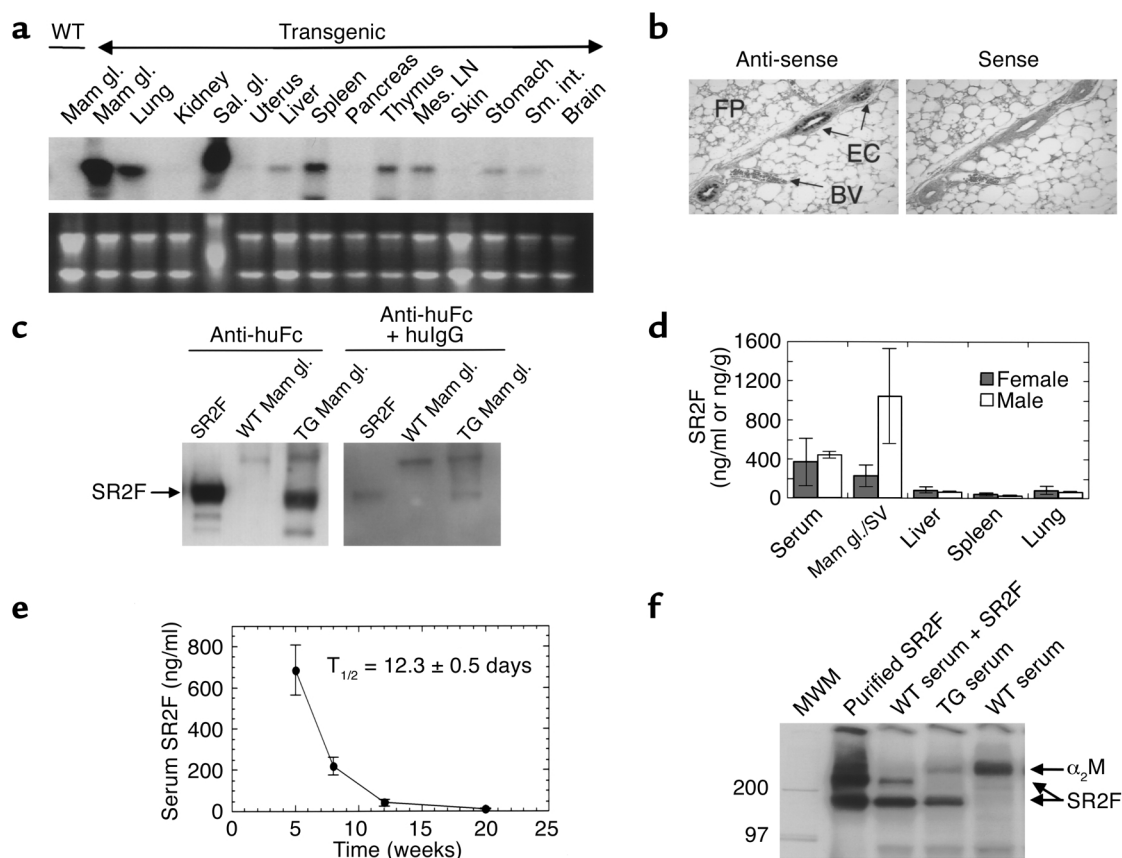 a
WT
Transgenic
Mam gl.
Mam gl.
Lung
Kidney
Sal. gl.
Uterus
Liver
Spleen
Pancreas
Thymus
Mes. LN
Skin
Stomach
Sm. int.
Brain
b
Anti-sense
Sense
FP
EC
BV
c
Anti-huFc
Anti-huFc
+ huIgG
SR2F
WT Mam gl.
TG Mam gl.
SR2F
WT Mam gl.
TG Mam gl.
SR2F
d
SR2F
(ng/ml or ng/g)
1600
1200
800
400
0
Female
Male
Serum
Mam gl./SV
Liver
Spleen
Lung
e
Serum SR2F (ng/ml)
800
600
400
200
0
T1/2 = 12.3 ± 0.5 days
0 5 10 15 20 25
Time (weeks)
f
MWM
Purified SR2F
WT serum + SR2F
TG serum
WT serum
200
97
α2M
SR2F